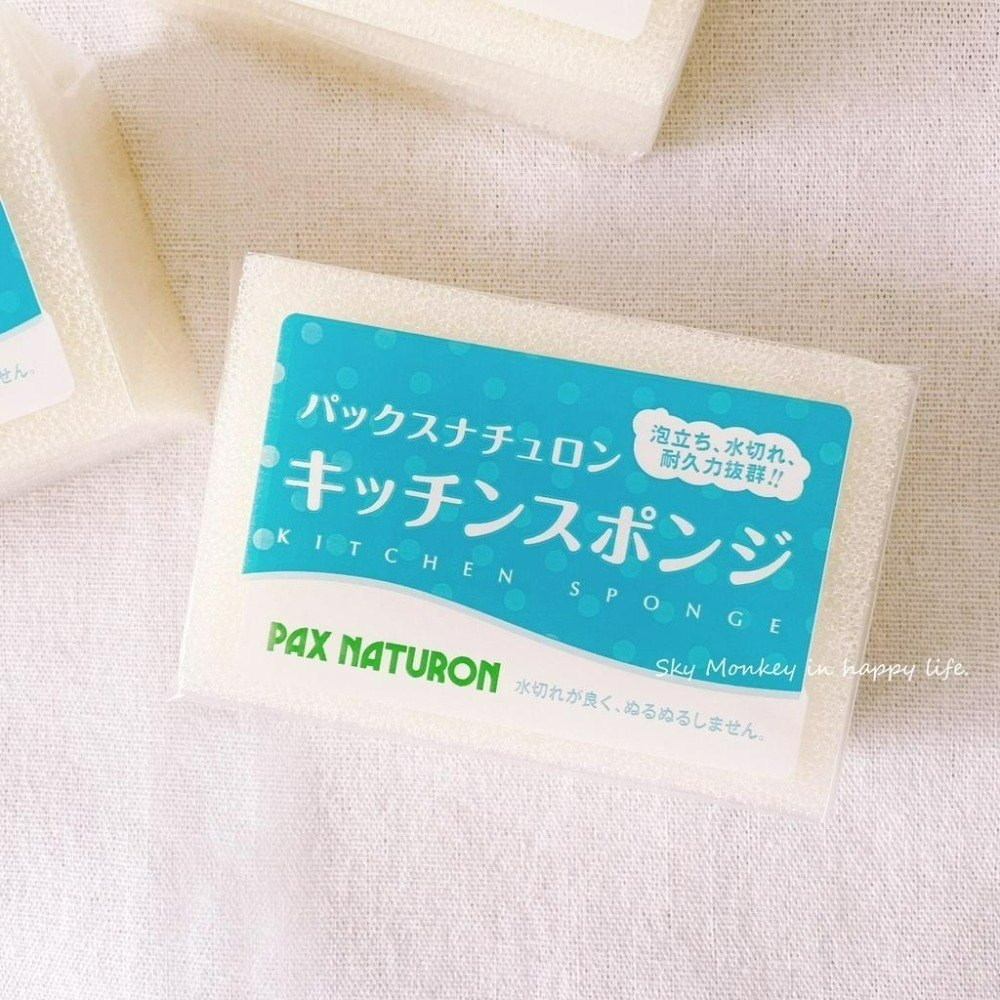 パックスナチュロン
泡立ち、水切れ、
耐久力抜群!!
キッチンスポンジ
KITCHEN SPONGE
PAX NATURON
水切れが良く、ぬるぬるしません。
Sky Monkey in happy life.
せん。